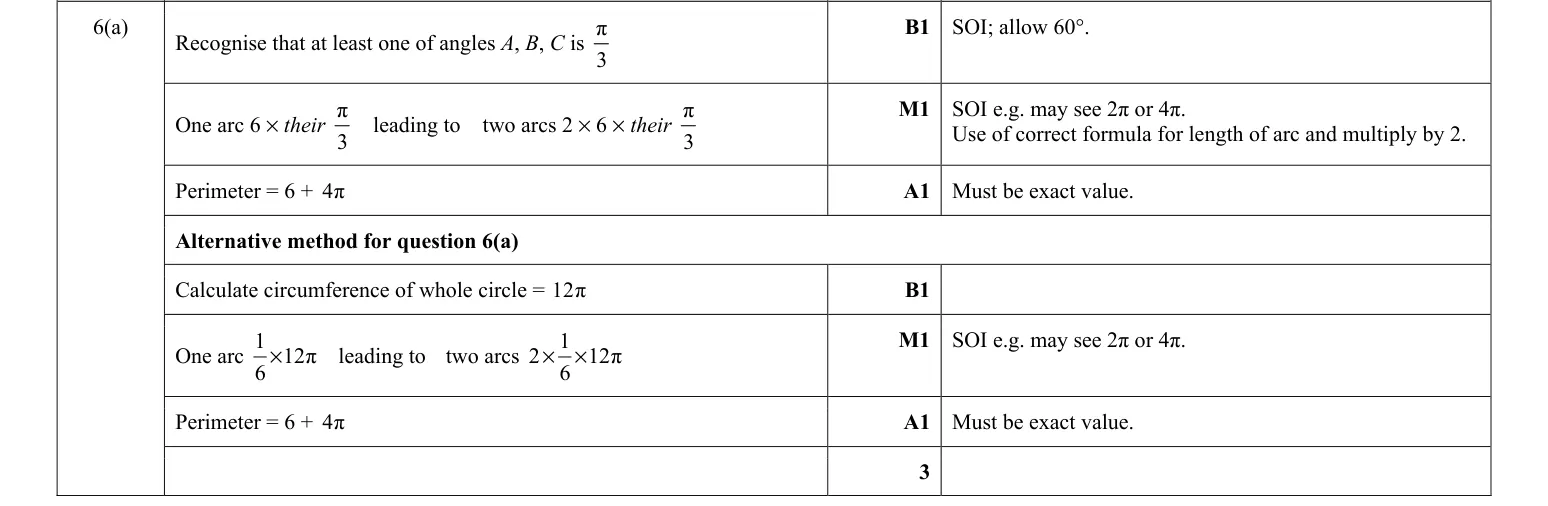 6(a) Recognise that at least one of angles A, B, C is π/3 B1 SOI; allow 60°.
One arc 6 × their π/3 leading to two arcs 2 × 6 × their π/3 M1 SOI e.g. may see 2π or 4π.
Use of correct formula for length of arc and multiply by 2.
Perimeter = 6 + 4π A1 Must be exact value.
Alternative method for question 6(a)
Calculate circumference of whole circle = 12π B1
One arc 1/6 ×12π leading to two arcs 2× 1/6 ×12π M1 SOI e.g. may see 2π or 4π.
Perimeter = 6 + 4π A1 Must be exact value.
3